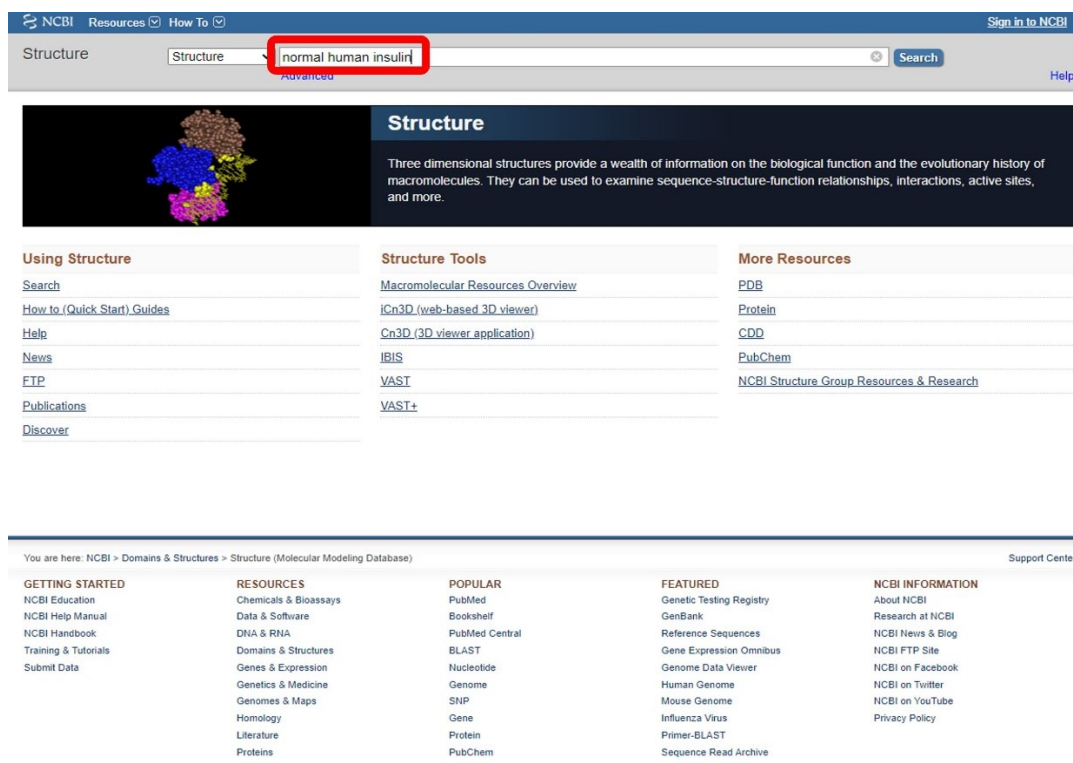 NCBI Resources How To Sign in to NCBI
Structure Structure normal human insulin Search
Advanced Help
Structure
Three dimensional structures provide a wealth of information on the biological function and the evolutionary history of
macromolecules. They can be used to examine sequence-structure-function relationships, interactions, active sites,
and more.
Using Structure
Search
How to (Quick Start) Guides
Help
News
FTP
Publications
Discover
Structure Tools
Macromolecular Resources Overview
iCn3D (web-based 3D viewer)
Cn3D (3D viewer application)
IBIS
VAST
VAST+
More Resources
PDB
Protein
CDD
PubChem
NCBI Structure Group Resources & Research
You are here: NCBI > Domains & Structures > Structure (Molecular Modeling Database) Support Cente
GETTING STARTED
NCBI Education
NCBI Help Manual
NCBI Handbook
Training & Tutorials
Submit Data
RESOURCES
Chemicals & Bioassays
Data & Software
DNA & RNA
Domains & Structures
Genes & Expression
Genetics & Medicine
Genomes & Maps
Homology
Literature
Proteins
POPULAR
PubMed
Bookshelf
PubMed Central
BLAST
Nucleotide
Genome
SNP
Gene
Protein
PubChem
FEATURED
Genetic Testing Registry
GenBank
Reference Sequences
Gene Expression Omnibus
Genome Data Viewer
Human Genome
Mouse Genome
Influenza Virus
Primer-BLAST
Sequence Read Archive
NCBI INFORMATION
About NCBI
Research at NCBI
NCBI News & Blog
NCBI FTP Site
NCBI on Facebook
NCBI on Twitter
NCBI on YouTube
Privacy Policy